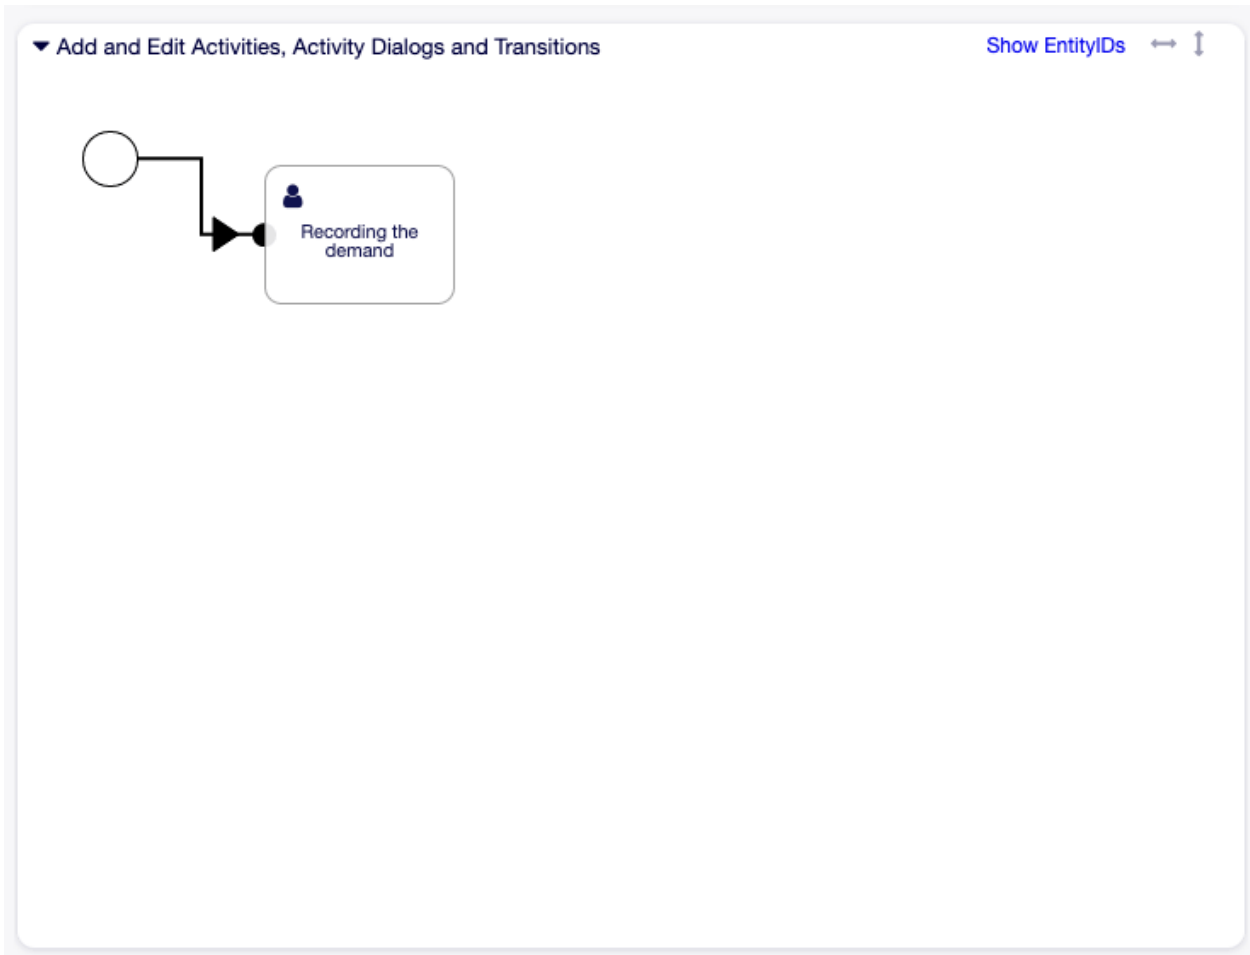 Add and Edit Activities, Activity Dialogs and Transitions
Show EntityIDs
Recording the
demand